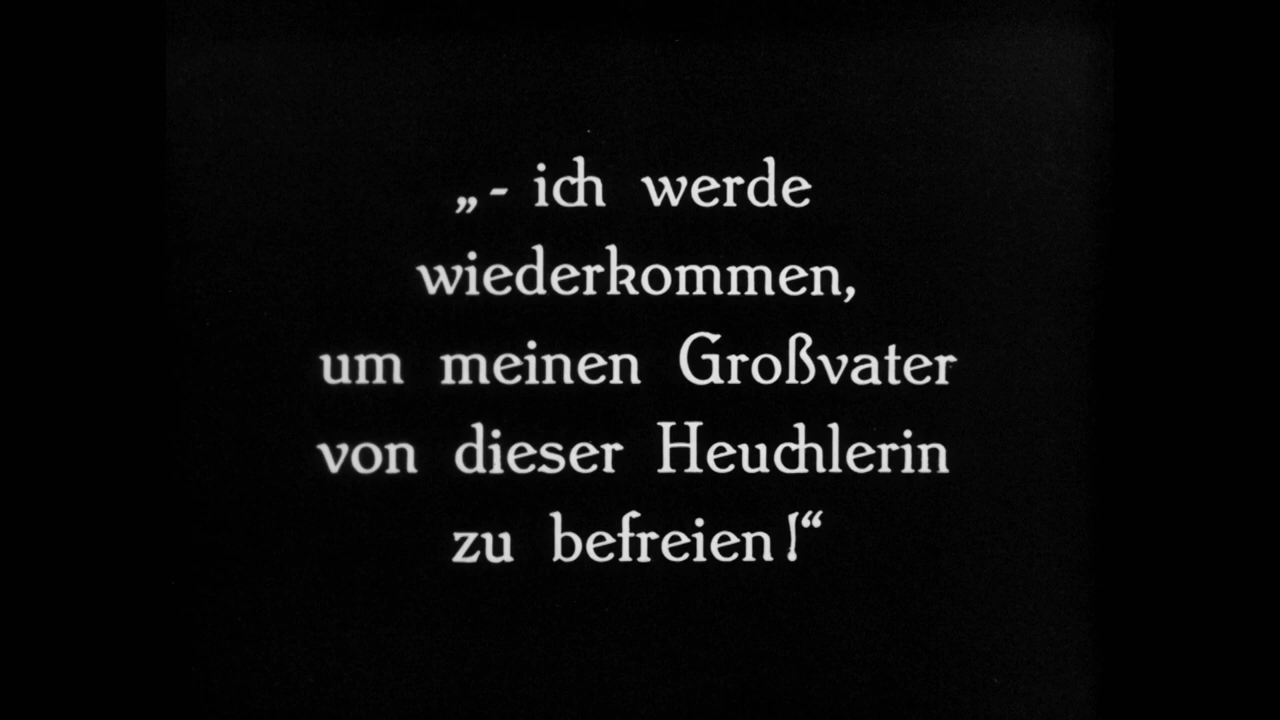 „- ich werde
wiederkommen,
um meinen Großvater
von dieser Heuchlerin
zu befreien!“